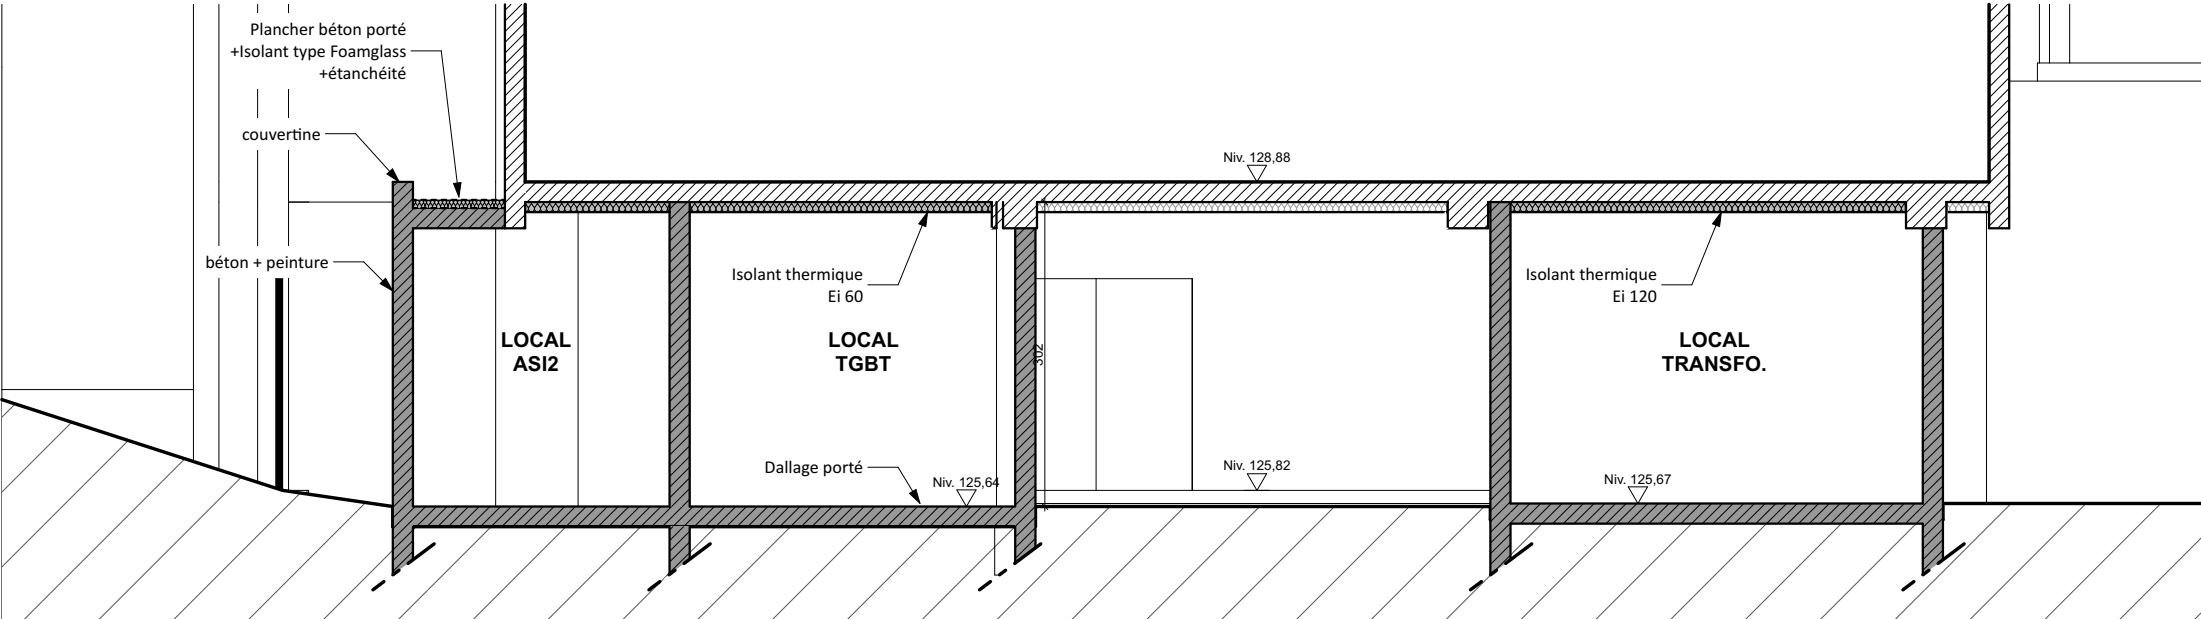 Plancher béton porté
+Isolant type Foamglass
+étanchéité
couvertine
Niv. 128,88
béton + peinture
Isolant thermique
Ei 60
Isolant thermique
Ei 120
LOCAL
ASI2
LOCAL
TGBT
302
LOCAL
TRANSFO.
Dallage porté
Niv. 125,64
Niv. 125,82
Niv. 125,67